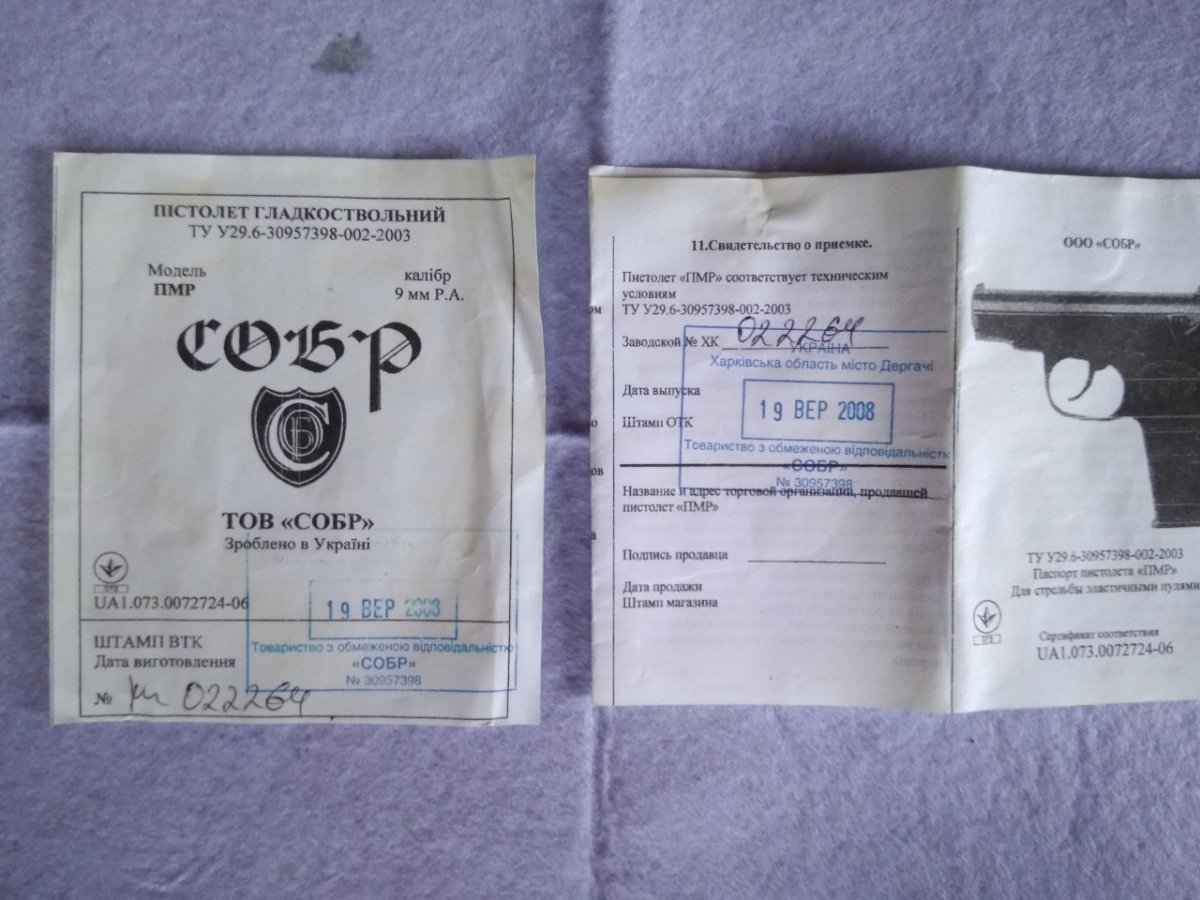 ПІСТОЛЕТ ГЛАДКОСТВОЛЬНИЙ
ТУ У29.6-30957398-002-2003
Модель
ПМР
калібр
9 мм Р.А.
СОБР
ТОВ «СОБР»
Зроблено в Україні
UA1.073.0072724-06
19 ВЕР 2008
ШТАМП ВТК
Дата виготовлення
Товариство з обмеженою відповідальністю
«СОБР»
№ 30957398
№ 022264
11.Свидетельство о приемке.
Пистолет «ПМР» соответствует техническим
условиям
ТУ У29.6-30957398-002-2003
Заводской № ХК 022264
УКРАЇНА
Харківська область місто Дергачі
Дата выпуска
19 ВЕР 2008
Штамп ОТК
Товариство з обмеженою відповідальністю
«СОБР»
№ 30957398
Название и адрес торговой организации, продавшей
пистолет «ПМР»
Подпись продавца
Дата продажи
Штамп магазина
ООО «СОБР»
ТУ У29.6-30957398-002-2003
Паспорт пистолета «ПМР»
Для стрельбы эластичными пулями
Сертификат соответствия
UA1.073.0072724-06